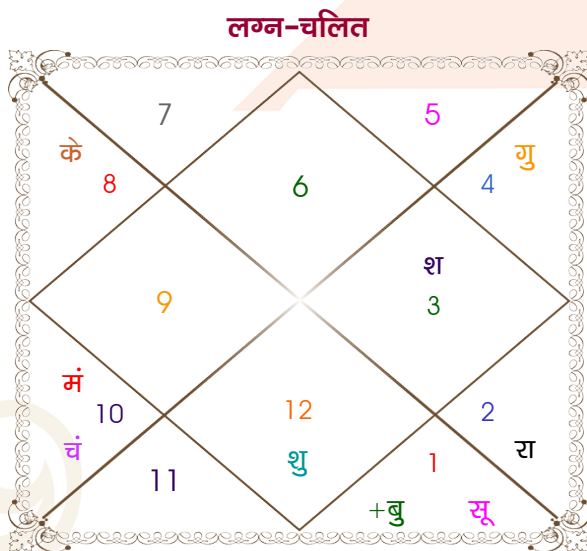 लग्न-चलित
7 5
के गु
8 6 4
श
9 3
मं
10 12 2
चं शु रा
11 1
+बु सू